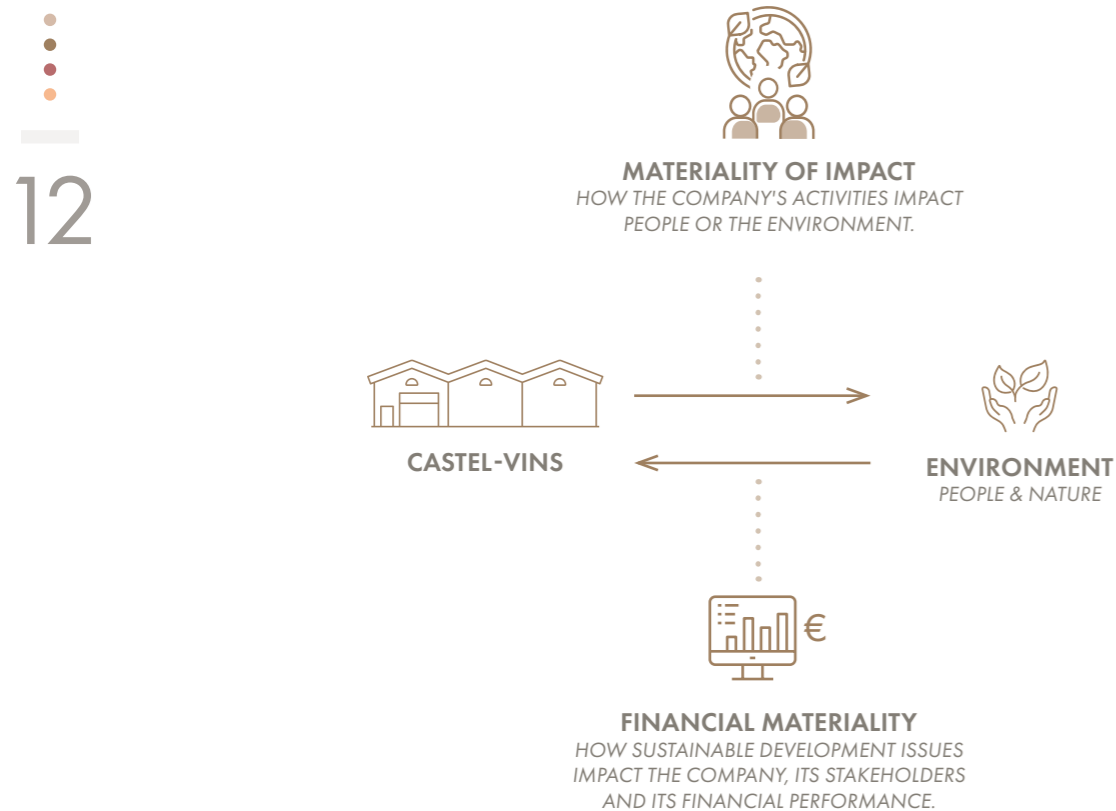 12
MATERIALITY OF IMPACT
HOW THE COMPANY'S ACTIVITIES IMPACT
PEOPLE OR THE ENVIRONMENT.
CASTEL-VINS
ENVIRONMENT
PEOPLE & NATURE
€
FINANCIAL MATERIALITY
HOW SUSTAINABLE DEVELOPMENT ISSUES
IMPACT THE COMPANY, ITS STAKEHOLDERS
AND ITS FINANCIAL PERFORMANCE.